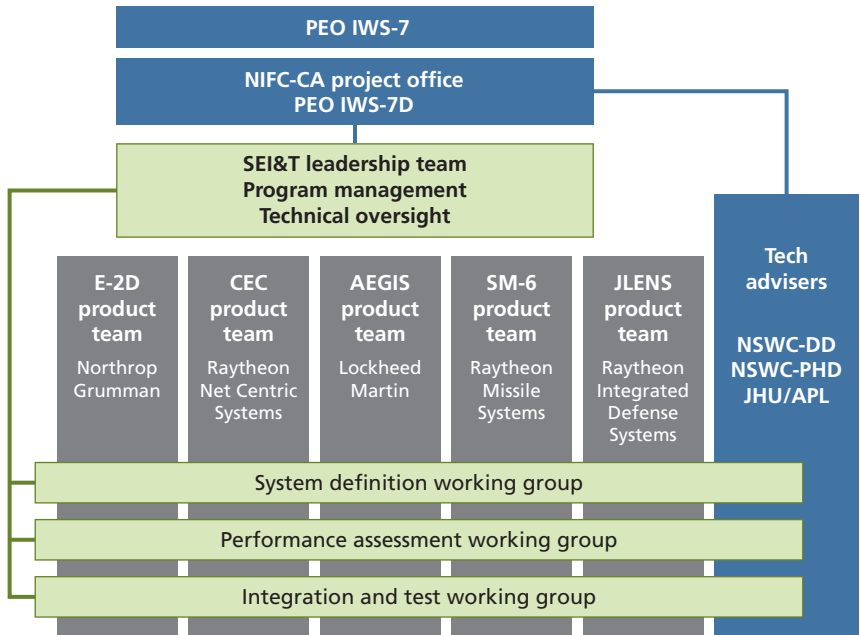 PEO IWS-7
NIFC-CA project office
PEO IWS-7D
SEI&T leadership team
Program management
Technical oversight
E-2D
product
team
Northrop
Grumman
CEC
product
team
Raytheon
Net Centric
Systems
AEGIS
product
team
Lockheed
Martin
SM-6
product
team
Raytheon
Missile
Systems
JLENS
product
team
Raytheon
Integrated
Defense
Systems
Tech
advisers
NSWC-DD
NSWC-PHD
JHU/APL
System definition working group
Performance assessment working group
Integration and test working group